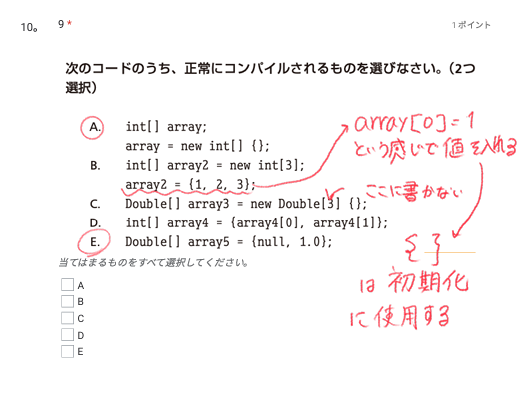 10。 9 * 1 ポイント
次のコードのうち、正常にコンパイルされるものを選びなさい。（2つ
選択）
A. int[] array;
array = new int[] {};
B. int[] array2 = new int[3];
array2 = {1, 2, 3};
C. Double[] array3 = new Double[3] {};
D. int[] array4 = {array4[0], array4[1]};
E. Double[] array5 = {null, 1.0};
array[0]=1
という感じで値を入れる
ここに書かない
{ }
は初期化
に使用する
当てはまるものをすべて選択してください。
A
B
C
D
E